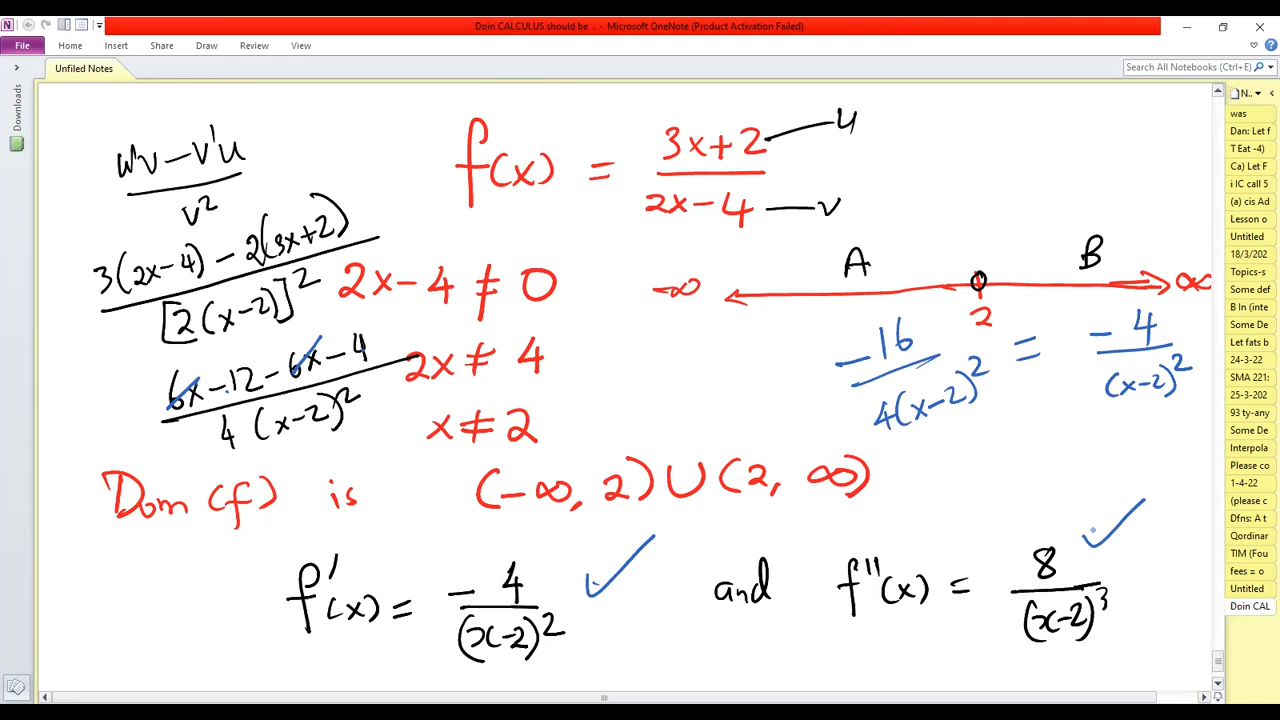 Doin CALCULUS should be . - Microsoft OneNote (Product Activation Failed)
File Home Insert Share Draw Review View
Unfiled Notes
Search All Notebooks (Ctrl+E)
Downloads
u'v - v'u
v²
3(2x-4) - 2(3x+2)
[2(x-2)]²
6x - 12 - 6x - 4
4(x-2)²
f(x) = 3x+2 u
2x-4 v
2x-4 ≠ 0
2x ≠ 4
x ≠ 2
A B
-∞ 2 ∞
-16 = -4
4(x-2)² (x-2)²
Dom (f) is (-∞, 2) ∪ (2, ∞)
f'(x) = -4 and f''(x) = 8
(x-2)² (x-2)³
N..
was
Dan: Let f
T Eat -4)
Ca) Let F
i IC call 5
(a) cis Ad
Lesson o
Untitled
18/3/202
Topics-s
Some def
B In (inte
Some De
Let fats b
24-3-22
SMA 221:
25-3-202
93 ty-any
Some De
Interpola
Please co
1-4-22
(please c
Dfns: A t
Qordinar
TIM (Fou
fees = o
Untitled
Doin CAL